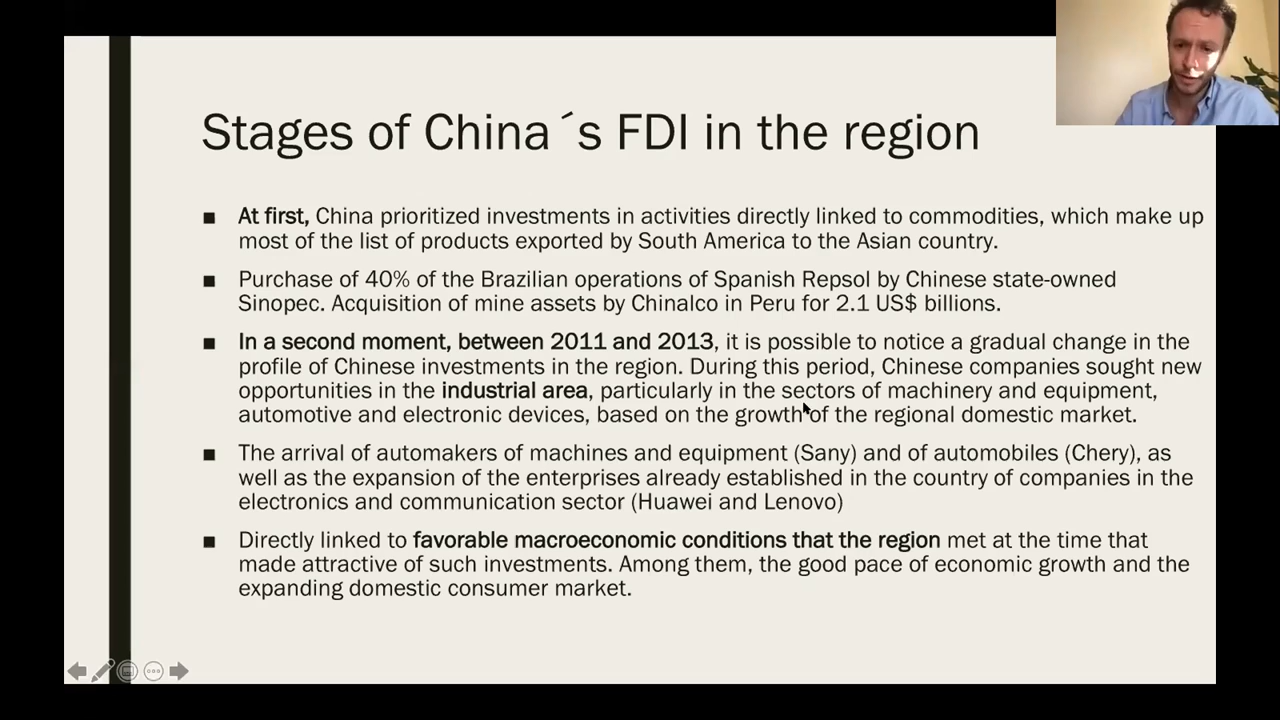 Stages of China´s FDI in the region
■ At first, China prioritized investments in activities directly linked to commodities, which make up
most of the list of products exported by South America to the Asian country.
■ Purchase of 40% of the Brazilian operations of Spanish Repsol by Chinese state-owned
Sinopec. Acquisition of mine assets by Chinalco in Peru for 2.1 US$ billions.
■ In a second moment, between 2011 and 2013, it is possible to notice a gradual change in the
profile of Chinese investments in the region. During this period, Chinese companies sought new
opportunities in the industrial area, particularly in the sectors of machinery and equipment,
automotive and electronic devices, based on the growth of the regional domestic market.
■ The arrival of automakers of machines and equipment (Sany) and of automobiles (Chery), as
well as the expansion of the enterprises already established in the country of companies in the
electronics and communication sector (Huawei and Lenovo)
■ Directly linked to favorable macroeconomic conditions that the region met at the time that
made attractive of such investments. Among them, the good pace of economic growth and the
expanding domestic consumer market.